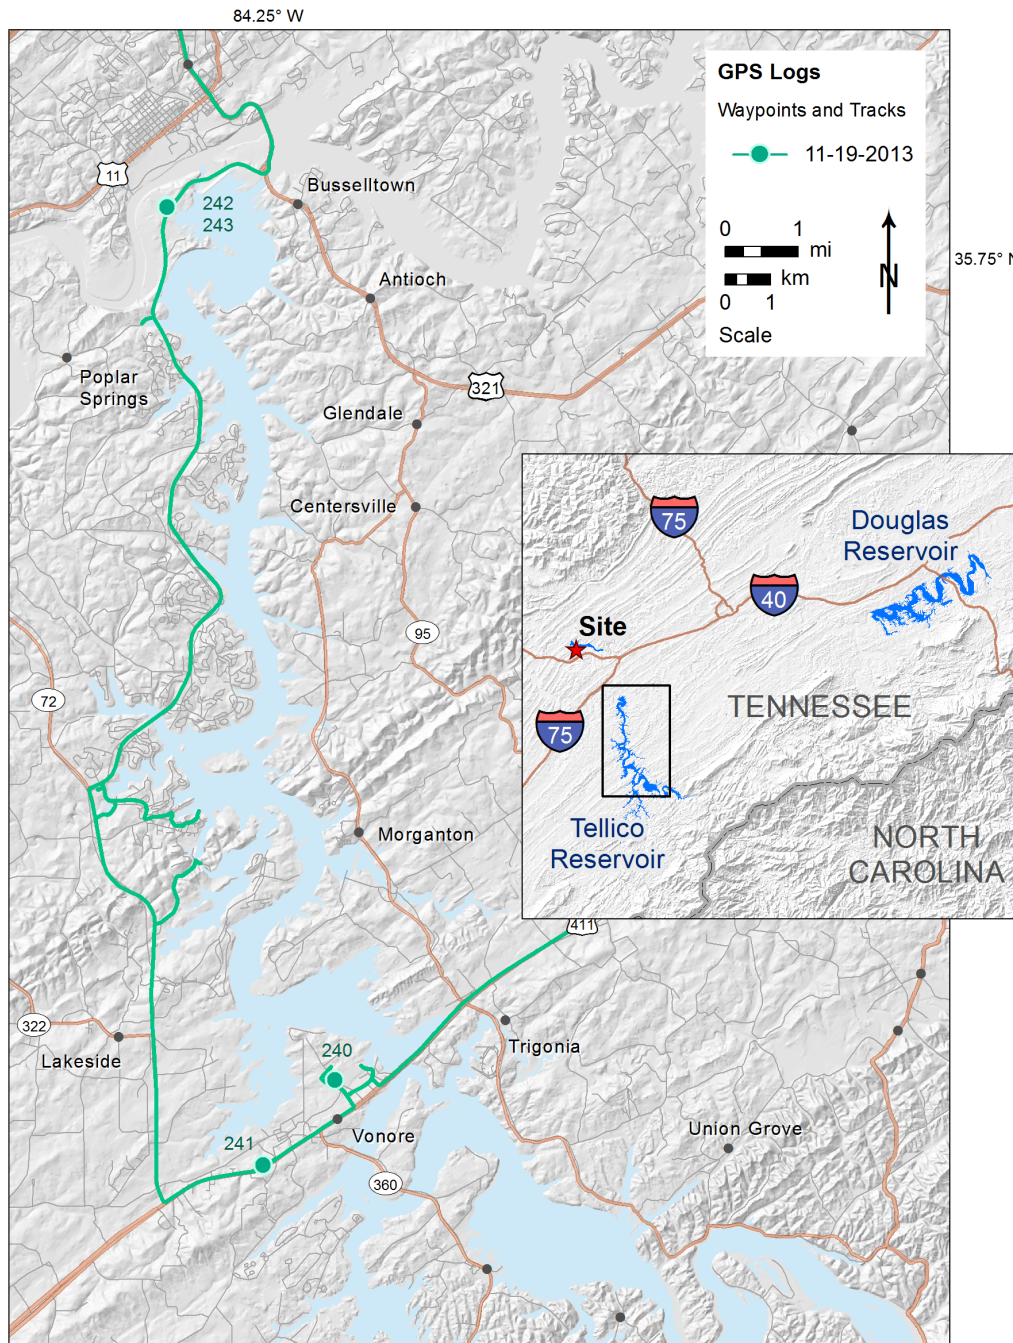 84.25° W
GPS Logs
Waypoints and Tracks
11-19-2013
0 1
mi
km
0 1
Scale
N
35.75° N
11
242
243
Busselltown
Antioch
Poplar
Springs
321
Glendale
Centersville
95
72
Morganton
411
322
Lakeside
Trigonia
240
Vonore
241
Union Grove
360
75
Douglas
Reservoir
40
Site
TENNESSEE
75
Tellico
Reservoir
NORTH
CAROLINA